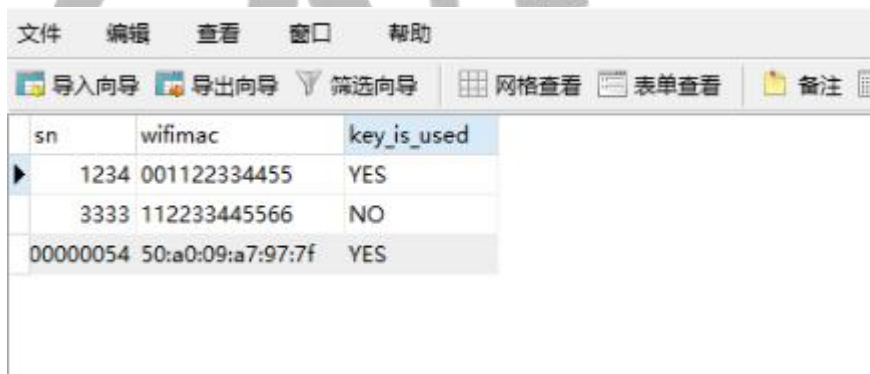 文件 编辑 查看 窗口 帮助
导入向导 导出向导 筛选向导 网格查看 表单查看 备注
sn wifimac key_is_used
1234 001122334455 YES
3333 112233445566 NO
00000054 50:a0:09:a7:97:7f YES